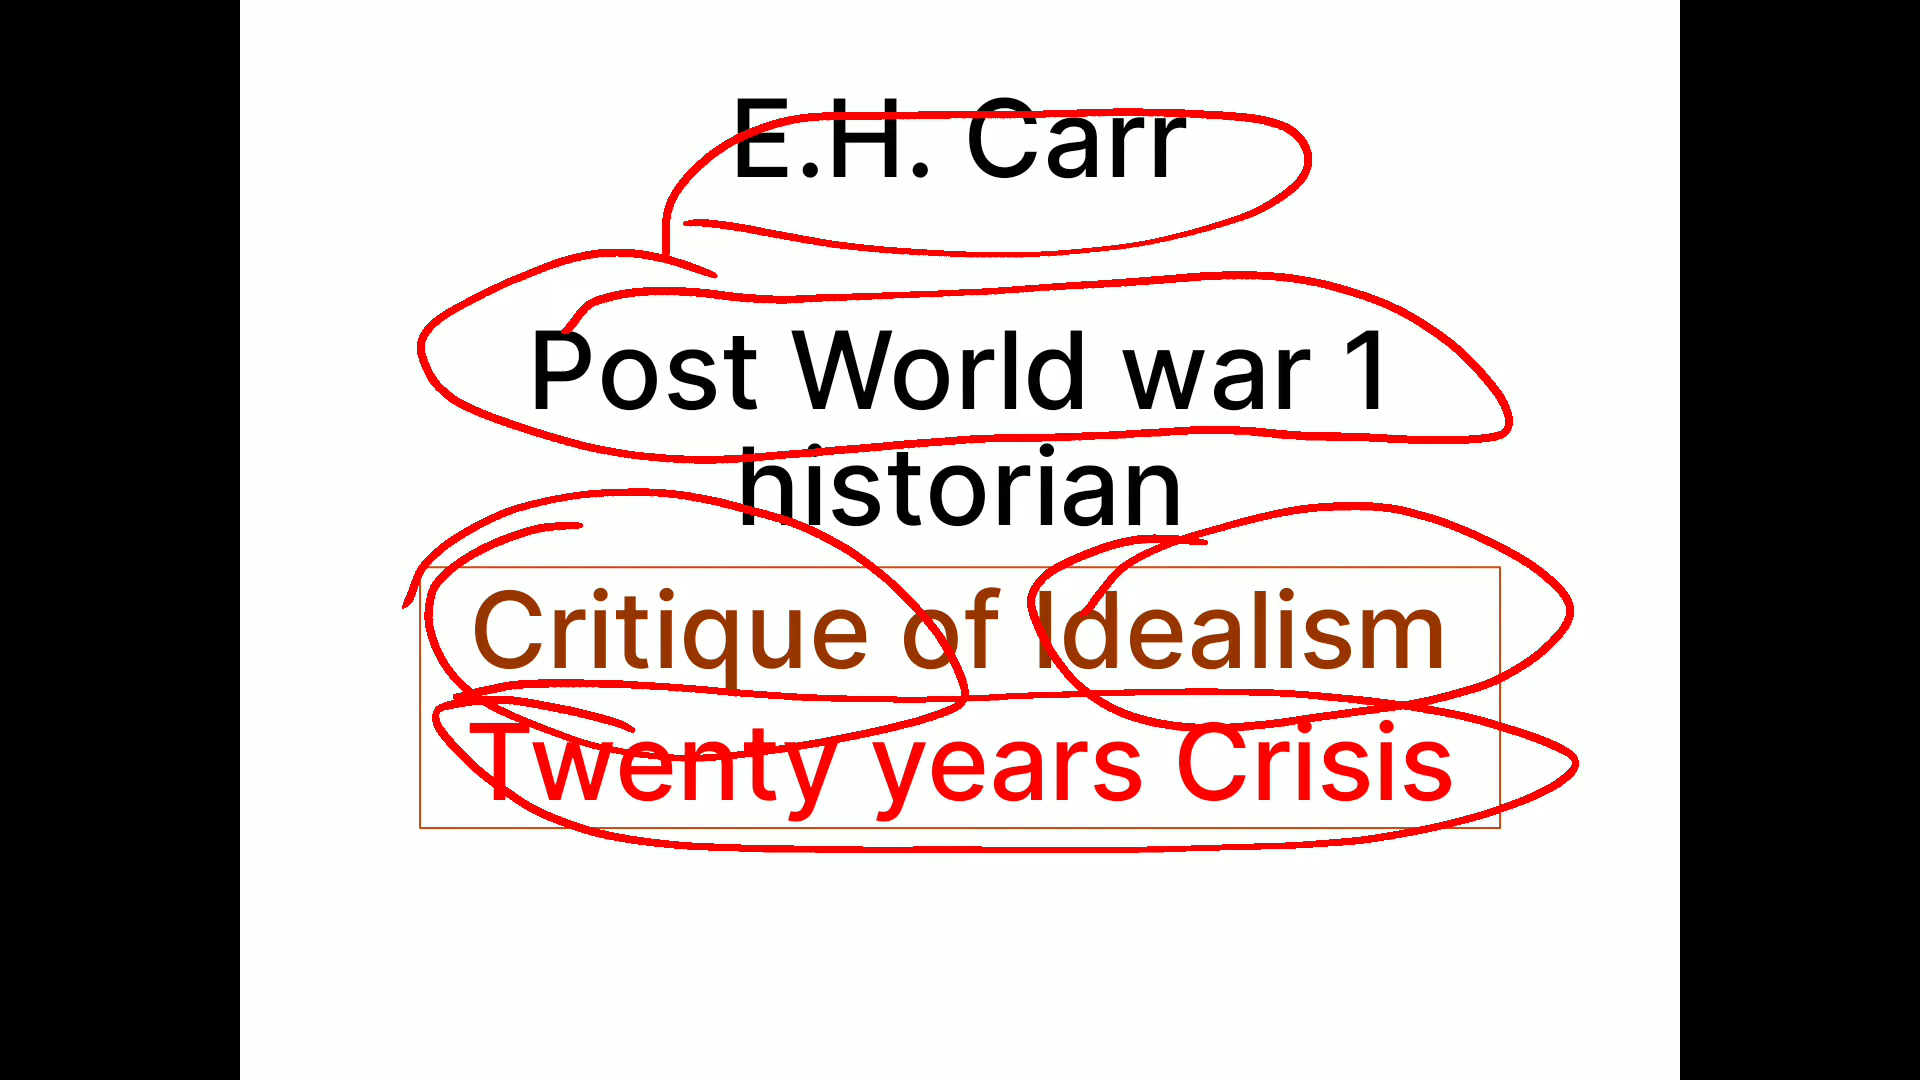 E.H. Carr
Post World war 1
historian
Critique of Idealism
Twenty years Crisis